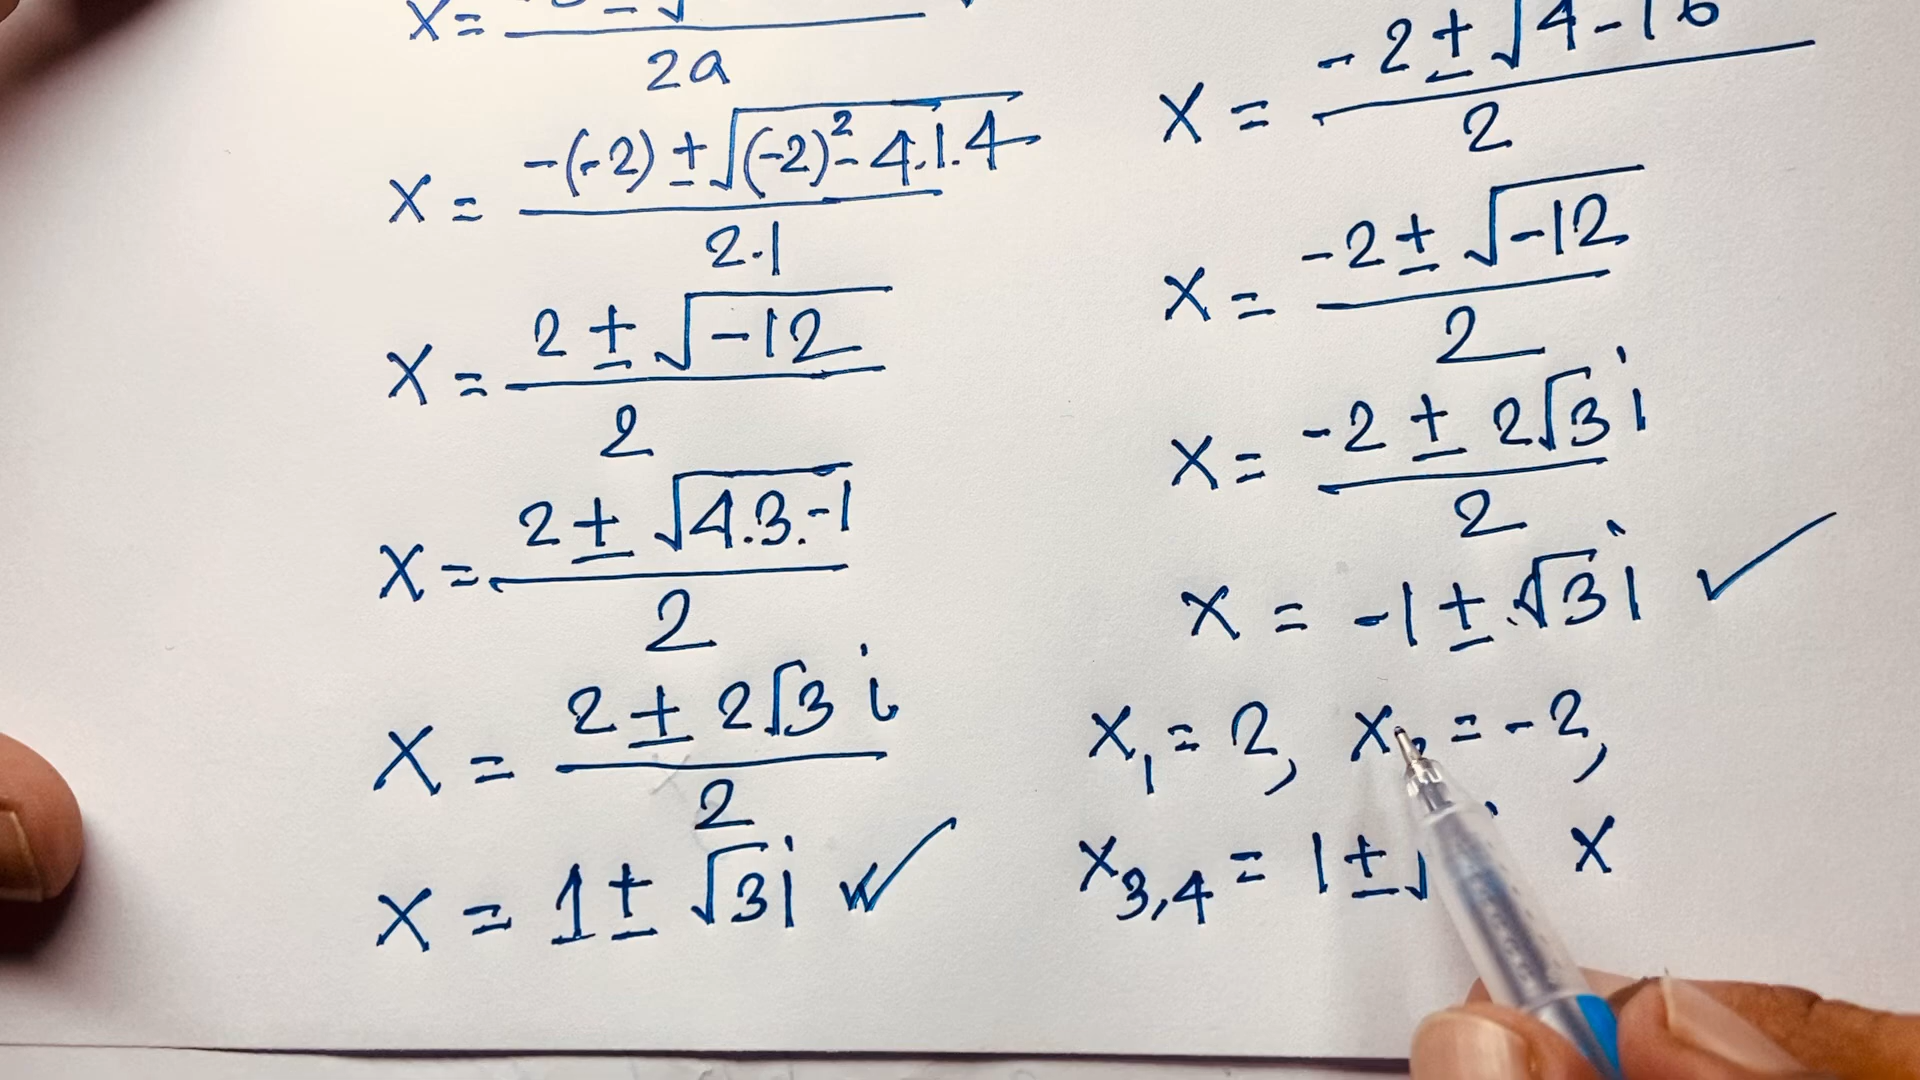 x = / 2a
x = -(-2) ± √(-2)² - 4.1.4 / 2.1
x = 2 ± √-12 / 2
x = 2 ± √4.3.-1 / 2
x = 2 ± 2√3 i / 2
x = 1 ± √3 i ✓
x = -2 ± √4-16 / 2
x = -2 ± √-12 / 2
x = -2 ± 2√3 i / 2
x = -1 ± √3 i ✓
x₁ = 2, x = -2,
x₃,₄ = 1 ± √ x